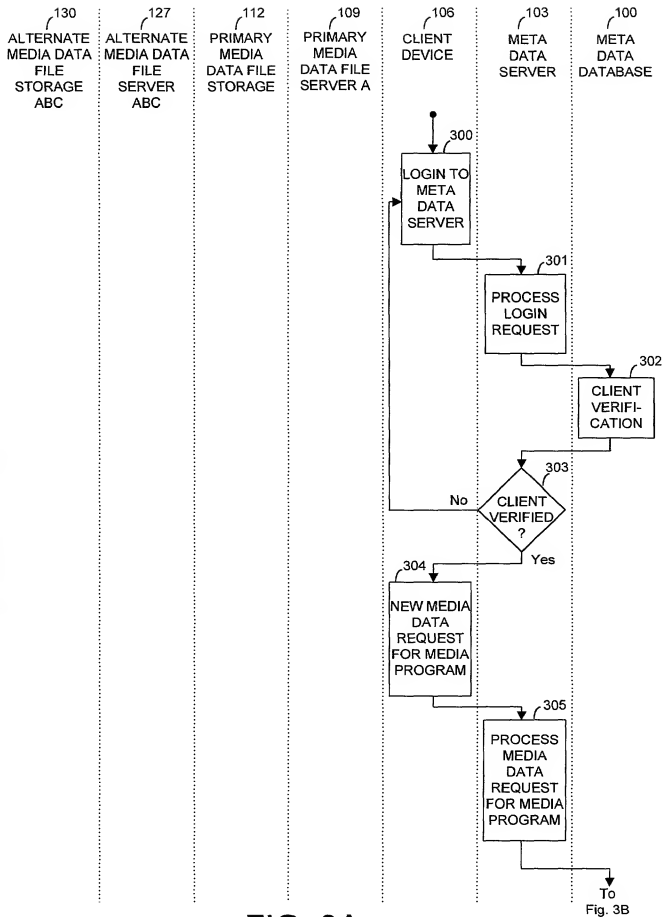 130
ALTERNATE
MEDIA DATA
FILE
STORAGE
ABC
127
ALTERNATE
MEDIA DATA
FILE
SERVER
ABC
112
PRIMARY
MEDIA
DATA FILE
STORAGE
109
PRIMARY
MEDIA
DATA FILE
SERVER A
106
CLIENT
DEVICE
103
META
DATA
SERVER
100
META
DATA
DATABASE
300
LOGIN TO
META
DATA
SERVER
301
PROCESS
LOGIN
REQUEST
302
CLIENT
VERIFI-
CATION
303
CLIENT
VERIFIED
?
No
Yes
304
NEW MEDIA
DATA
REQUEST
FOR MEDIA
PROGRAM
305
PROCESS
MEDIA
DATA
REQUEST
FOR MEDIA
PROGRAM
To
Fig. 3B